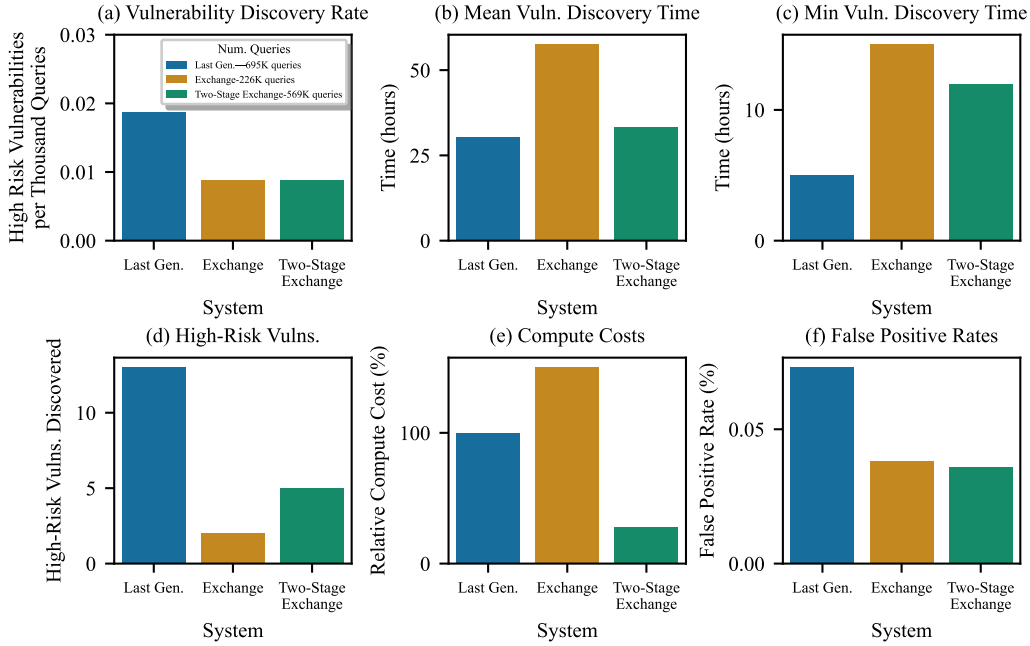 (a) Vulnerability Discovery Rate
High Risk Vulnerabilities
per Thousand Queries
0.03
0.02
0.01
0.00
Num. Queries
Last Gen.—695K queries
Exchange-226K queries
Two-Stage Exchange-569K queries
Last Gen.
Exchange
Two-Stage
Exchange
System
(b) Mean Vuln. Discovery Time
Time (hours)
50
25
0
Last Gen.
Exchange
Two-Stage
Exchange
System
(c) Min Vuln. Discovery Time
Time (hours)
10
0
Last Gen.
Exchange
Two-Stage
Exchange
System
(d) High-Risk Vulns.
High-Risk Vulns. Discovered
10
5
0
Last Gen.
Exchange
Two-Stage
Exchange
System
(e) Compute Costs
Relative Compute Cost (%)
100
0
Last Gen.
Exchange
Two-Stage
Exchange
System
(f) False Positive Rates
False Positive Rate (%)
0.05
0.00
Last Gen.
Exchange
Two-Stage
Exchange
System